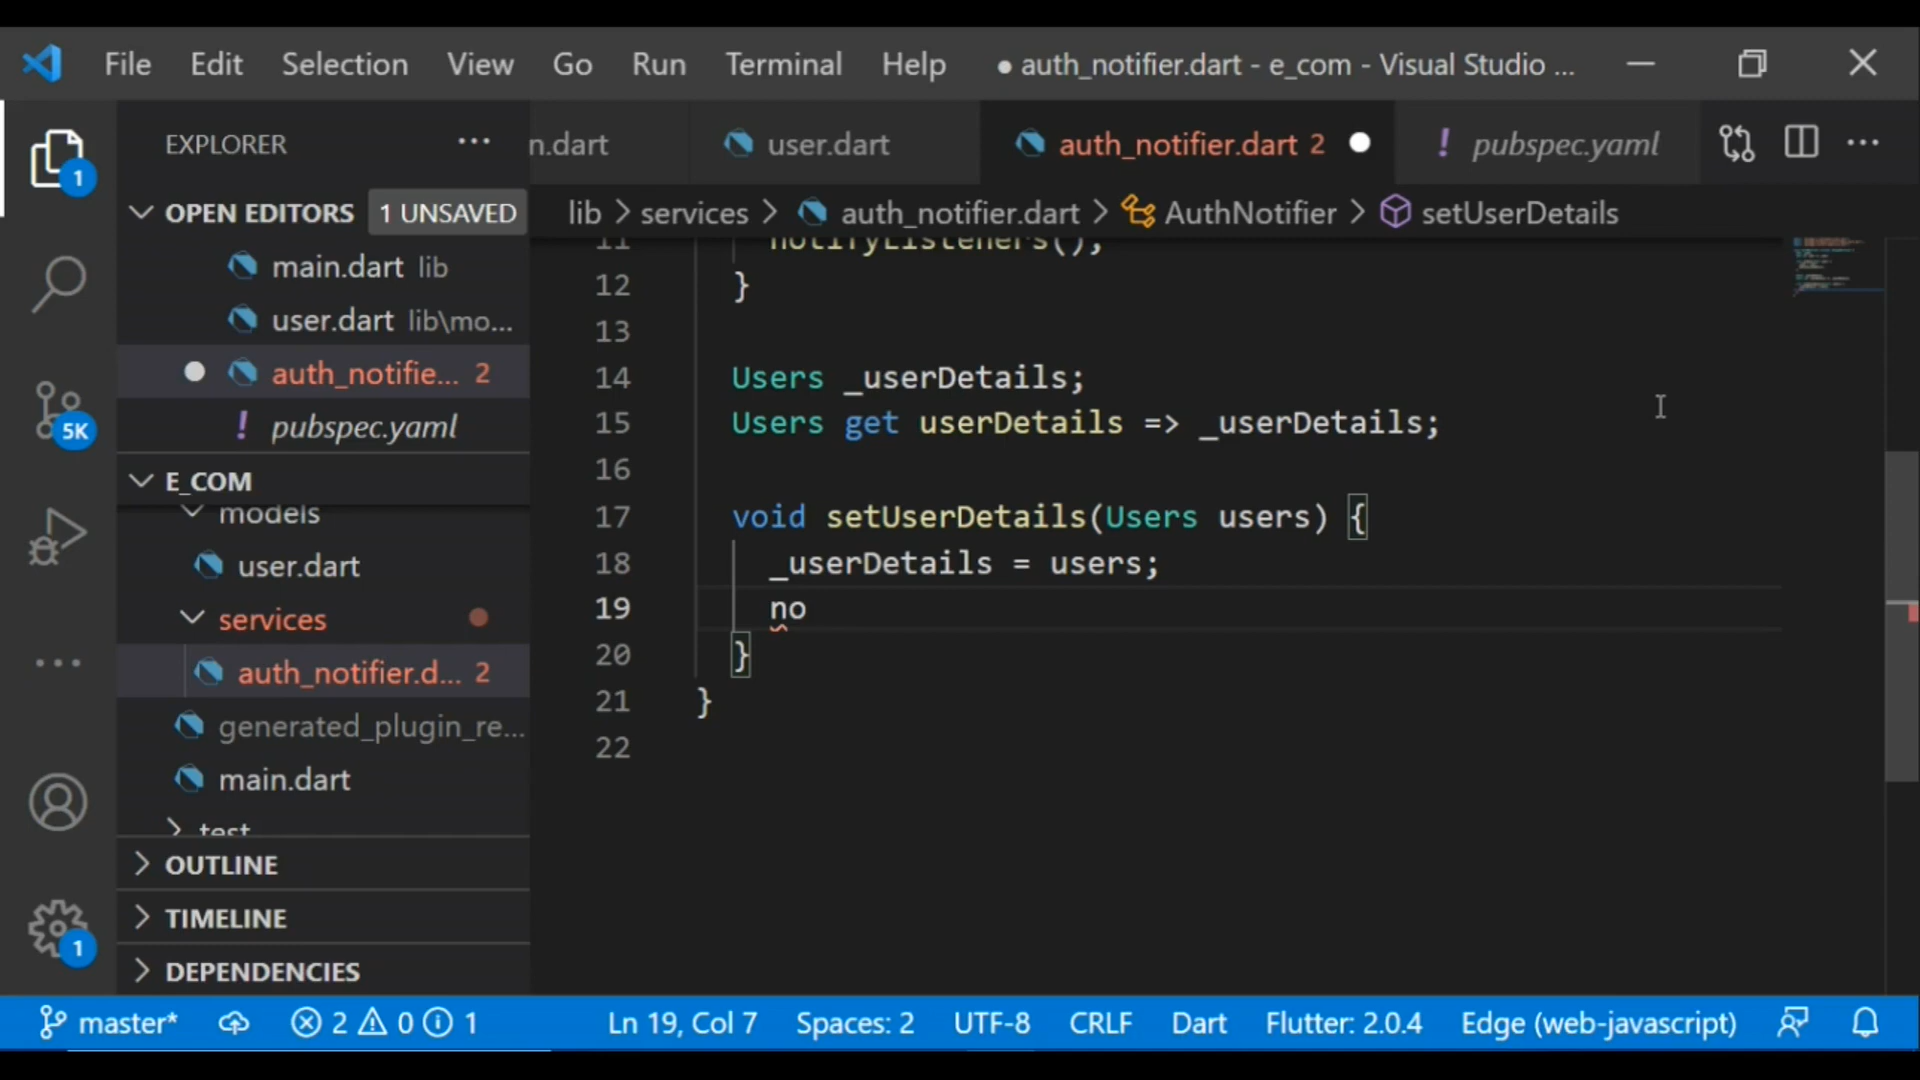 File Edit Selection View Go Run Terminal Help ● auth_notifier.dart - e_com - Visual Studio ...
EXPLORER ...
n.dart user.dart auth_notifier.dart 2 ! pubspec.yaml ...
OPEN EDITORS 1 UNSAVED
lib > services > auth_notifier.dart > AuthNotifier > setUserDetails
main.dart lib
user.dart lib\mo...
auth_notifie... 2
! pubspec.yaml
E_COM
models
user.dart
services
auth_notifier.d... 2
generated_plugin_re...
main.dart
test
OUTLINE
TIMELINE
DEPENDENCIES
1
5K
1
11 notifyListeners();
12 }
13
14 Users _userDetails;
15 Users get userDetails => _userDetails;
16
17 void setUserDetails(Users users) {
18 _userDetails = users;
19 no
20 }
21 }
22
master* 2 0 1 Ln 19, Col 7 Spaces: 2 UTF-8 CRLF Dart Flutter: 2.0.4 Edge (web-javascript)